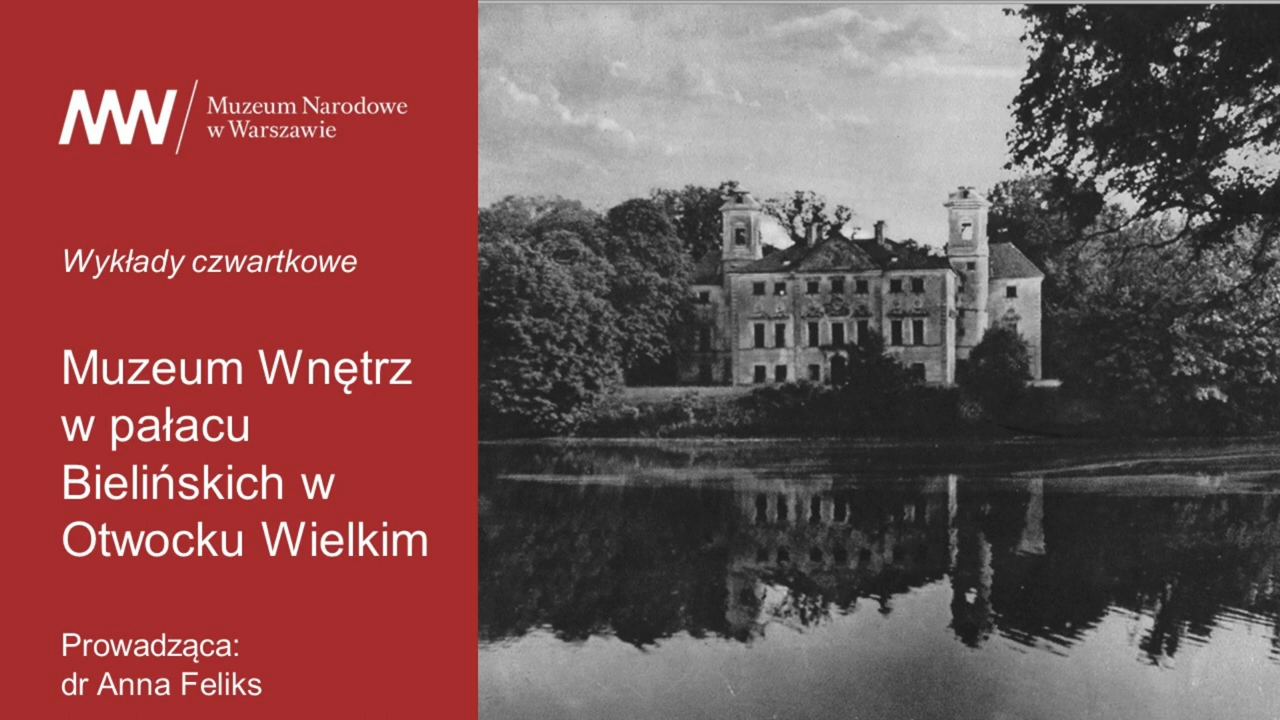 MNW
Muzeum Narodowe
w Warszawie
Wykłady czwartkowe
Muzeum Wnętrz
w pałacu
Bielińskich w
Otwocku Wielkim
Prowadząca:
dr Anna Feliks